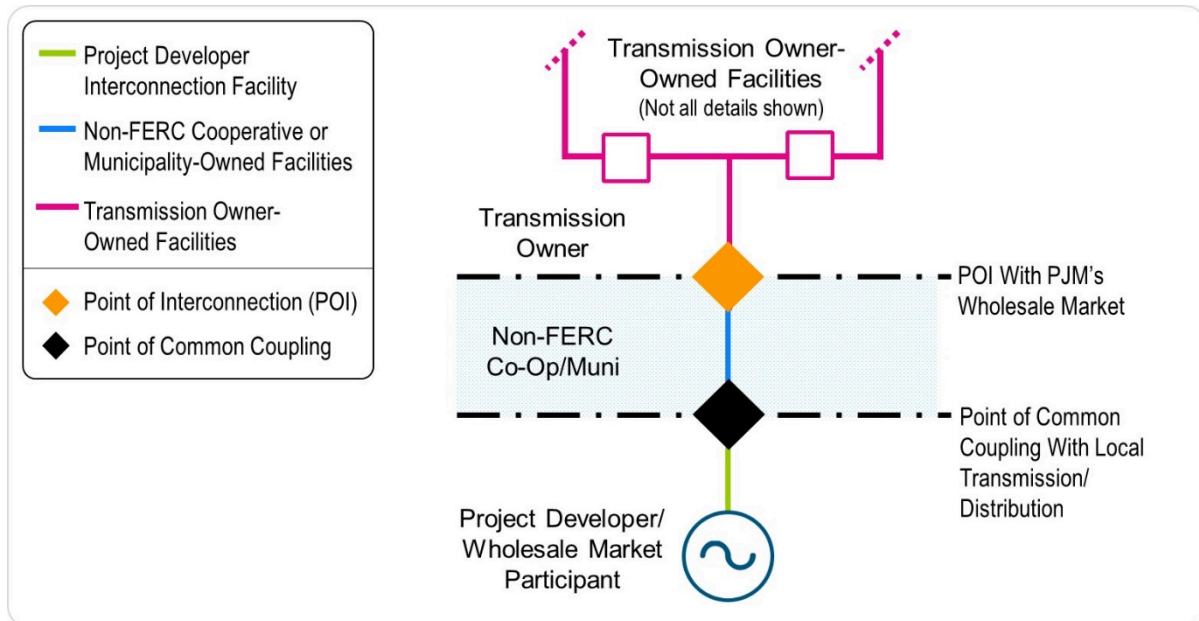 Project Developer
Interconnection Facility
Non-FERC Cooperative or
Municipality-Owned Facilities
Transmission Owner-
Owned Facilities
Point of Interconnection (POI)
Point of Common Coupling
Transmission Owner-
Owned Facilities
(Not all details shown)
Transmission
Owner
POI With PJM's
Wholesale Market
Non-FERC
Co-Op/Muni
Point of Common
Coupling With Local
Transmission/
Distribution
Project Developer/
Wholesale Market
Participant